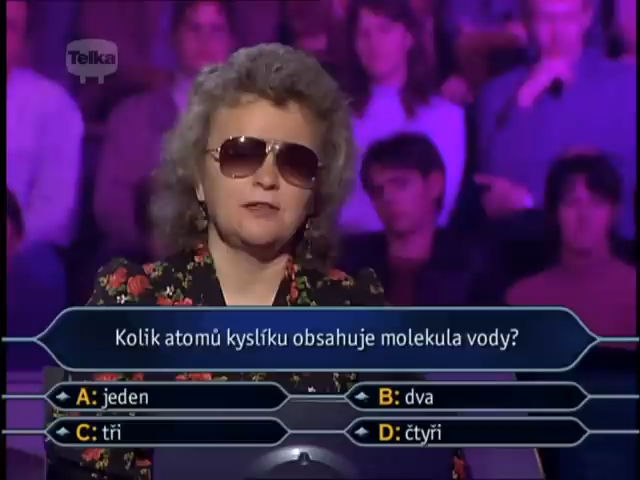 Telka
Kolik atomů kyslíku obsahuje molekula vody?
A: jeden
B: dva
C: tři
D: čtyři